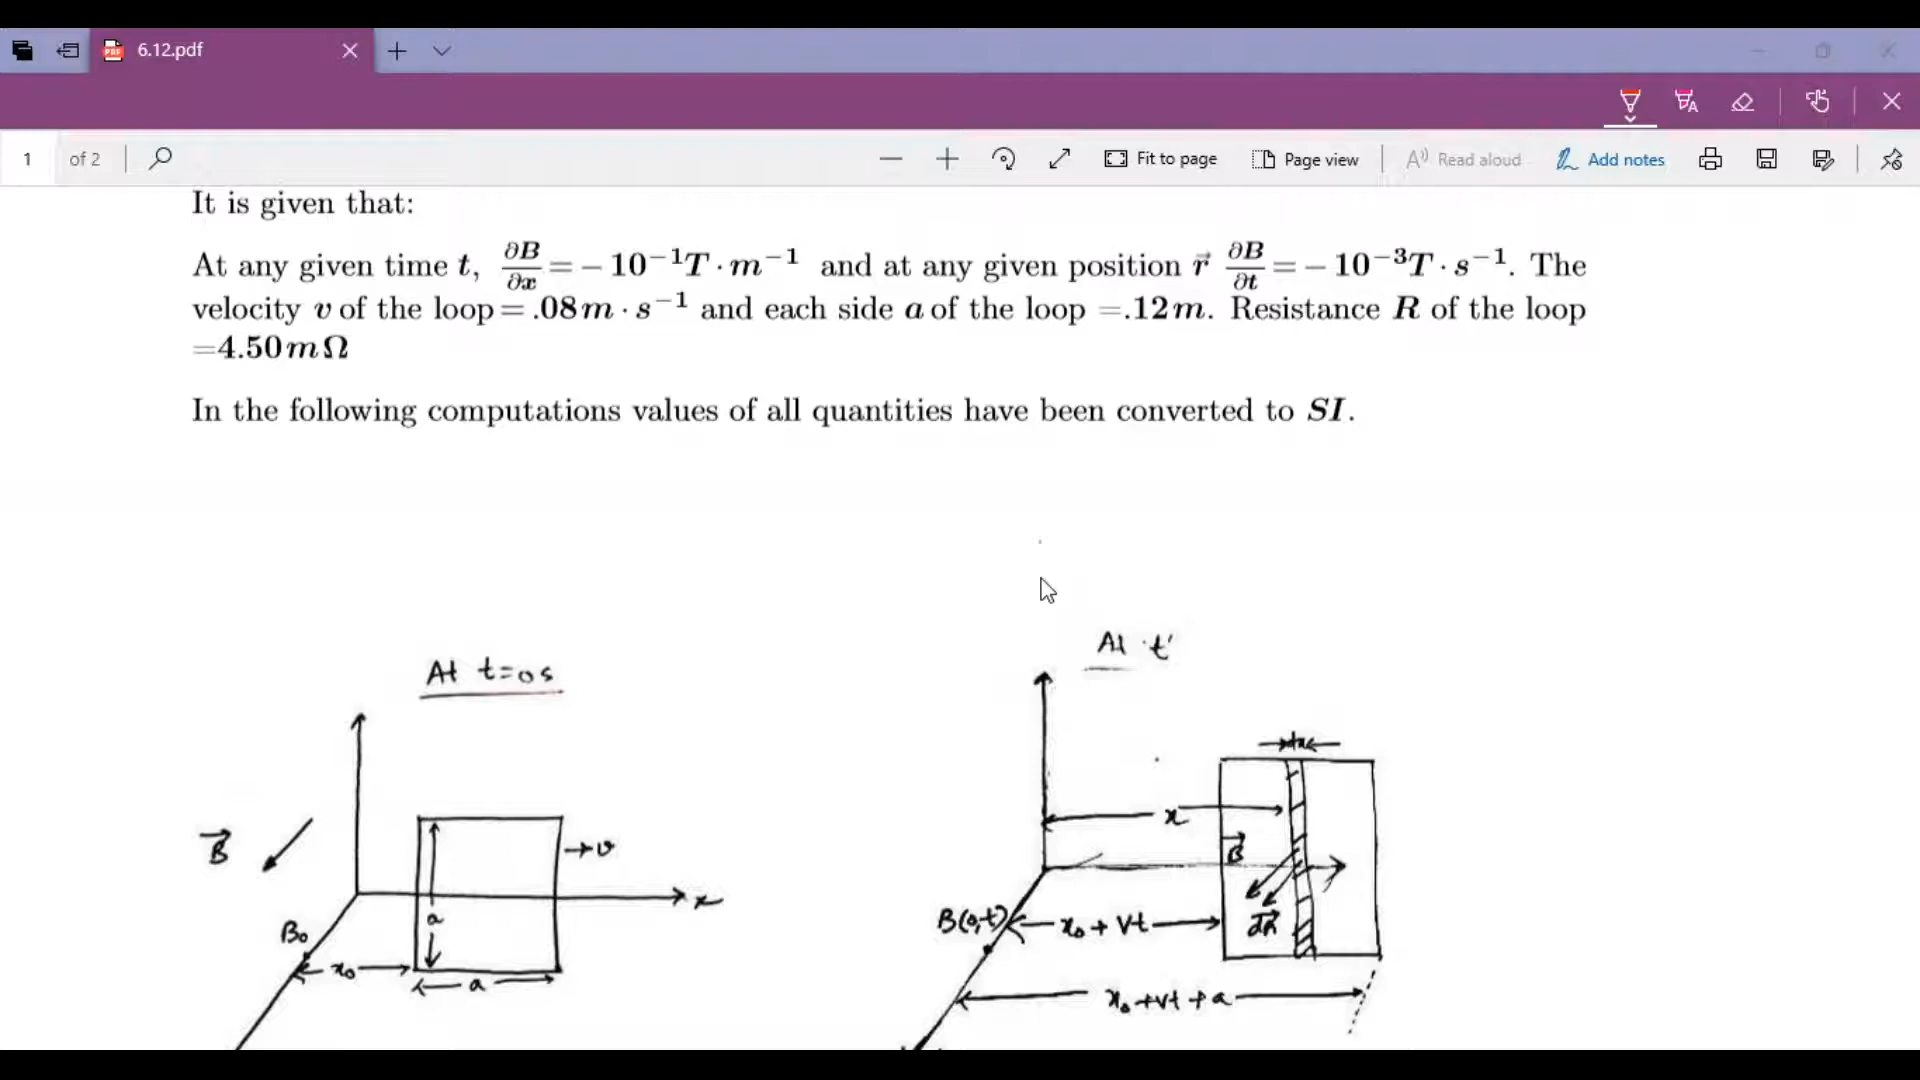 6.12.pdf
1 of 2 Fit to page Page view Read aloud Add notes
It is given that:
At any given time t, ∂B/∂x = − 10⁻¹T · m⁻¹ and at any given position r⃗ ∂B/∂t = − 10⁻³T · s⁻¹. The
velocity v of the loop = .08m · s⁻¹ and each side a of the loop =.12m. Resistance R of the loop
=4.50mΩ
In the following computations values of all quantities have been converted to SI.
At t=0s
At t'
B⃗
→v
a
x
B₀
x₀
a
dx
x
B⃗
B(0,t)
x₀ + vt
x₀ + vt + a